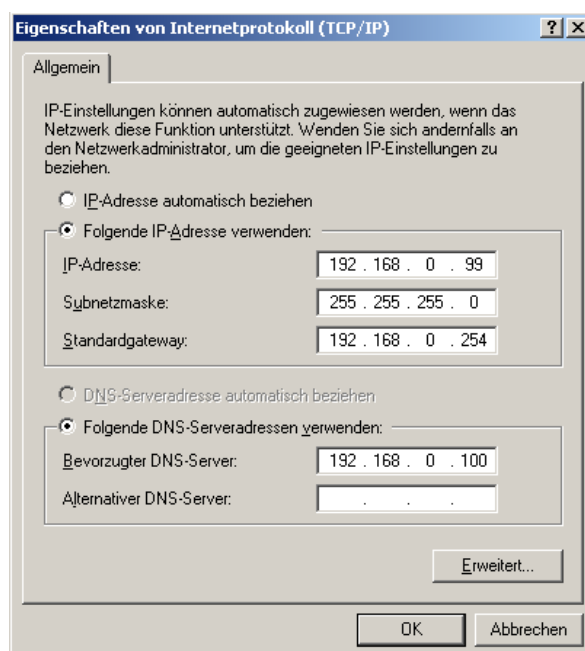 Eigenschaften von Internetprotokoll (TCP/IP)
Allgemein
IP-Einstellungen können automatisch zugewiesen werden, wenn das
Netzwerk diese Funktion unterstützt. Wenden Sie sich andernfalls an
den Netzwerkadministrator, um die geeigneten IP-Einstellungen zu
beziehen.
IP-Adresse automatisch beziehen
Folgende IP-Adresse verwenden:
IP-Adresse: 192 . 168 . 0 . 99
Subnetzmaske: 255 . 255 . 255 . 0
Standardgateway: 192 . 168 . 0 . 254
DNS-Serveradresse automatisch beziehen
Folgende DNS-Serveradressen verwenden:
Bevorzugter DNS-Server: 192 . 168 . 0 . 100
Alternativer DNS-Server: . . .
Erweitert...
OK Abbrechen